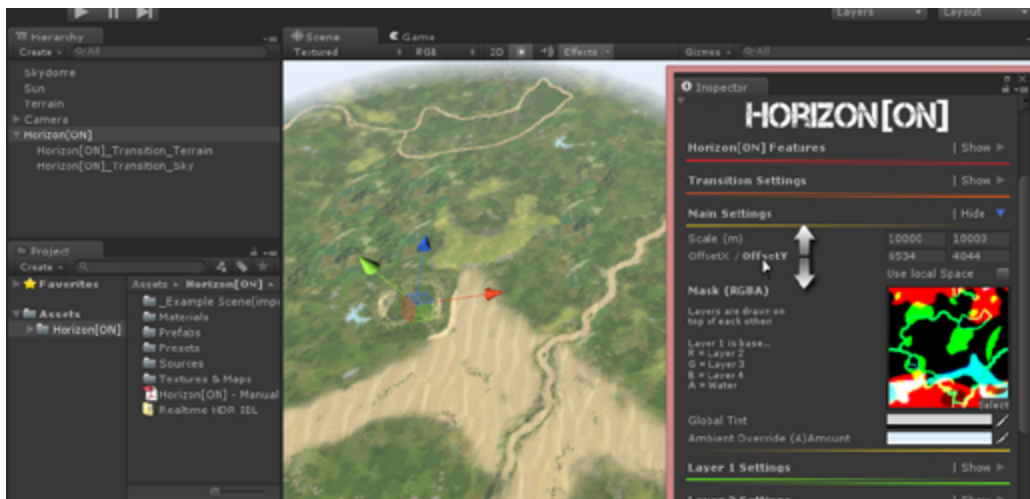 Layers
Layout
Hierarchy
Create
All
Skydome
Sun
Terrain
Camera
Horizon[ON]
Horizon[ON]_Transition_Terrain
Horizon[ON]_Transition_Sky
Project
Create
Favorites
Assets
Horizon[ON]
Assets Horizon[ON]
_Example Scene(imp
Materials
Prefabs
Presets
Sources
Textures & Maps
Horizon[ON] - Manual
Realtime HDR IBL
Scene
Game
Textured
RGB
2D
Effects
Gizmos
All
Inspector
HORIZON[ON]
Horizon[ON] Features | Show
Transition Settings | Show
Main Settings | Hide
Scale (m) 10000 10000
OffsetX / OffsetY 6534 4044
Use local Space
Mask (RGBA)
Layers are drawn on
top of each other:
Layer 1 is base...
R = Layer 2
G = Layer 3
B = Layer 4
A = Water
Select
Global Tint
Ambient Override (A)Amount
Layer 1 Settings | Show